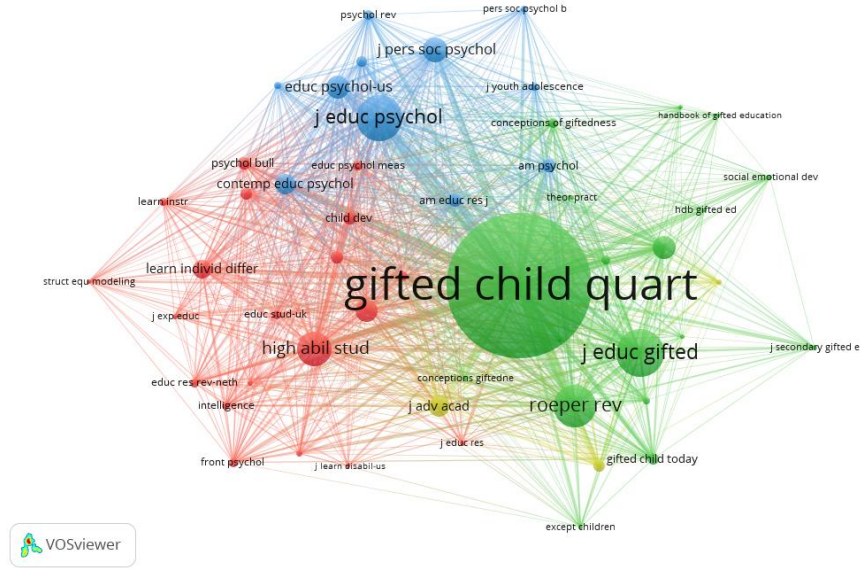 psychol rev
pers soc psychol b
j pers soc psychol
educ psychol-us
j youth adolescence
j educ psychol
conceptions of giftedness
handbook of gifted education
psychol bull
educ psychol meas
am psychol
contemp educ psychol
social emotional dev
learn instr
am educ res j
theor pract
hdb gifted ed
child dev
learn individ differ
struct equ modeling
gifted child quart
j exp educ
educ stud-uk
high abil stud
j educ gifted
j secondary gifted e
educ res rev-neth
conceptions giftedne
intelligence
j adv acad
roeper rev
j educ res
front psychol
j learn disabil-us
gifted child today
except children
VOSviewer